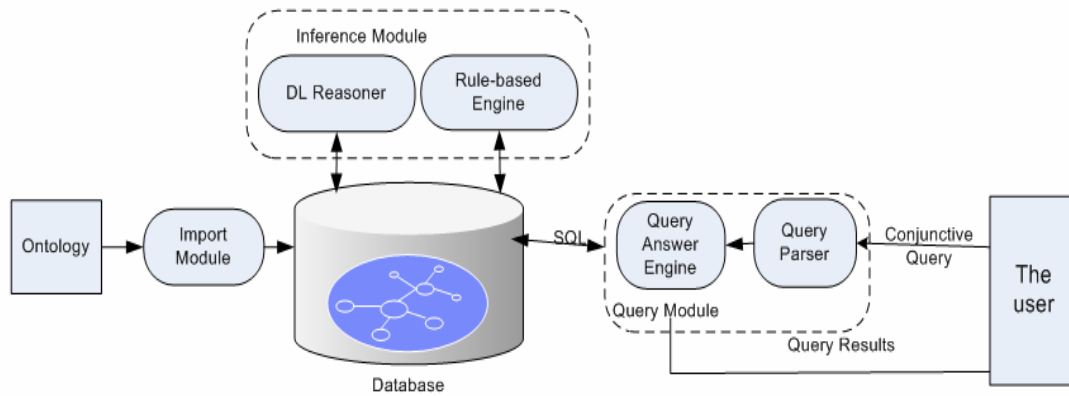 Inference Module
DL Reasoner
Rule-based
Engine
Ontology
Import
Module
SQL
Query
Answer
Engine
Query
Parser
Conjunctive
Query
The
user
Query Module
Query Results
Database